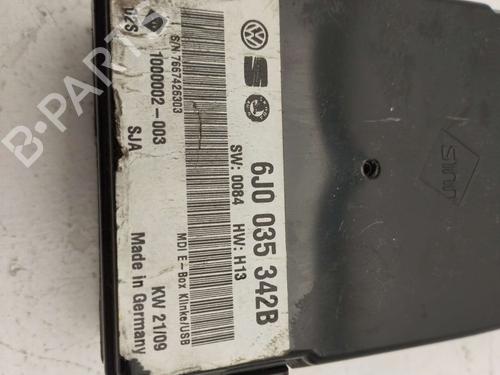 6J0 035 342B
SW: 0084 HW: H13
MDI E-Box Klinke/USB
S/N 7667426303
1000002-003
SJA
KW 21/09
Made in Germany
B-PARTS